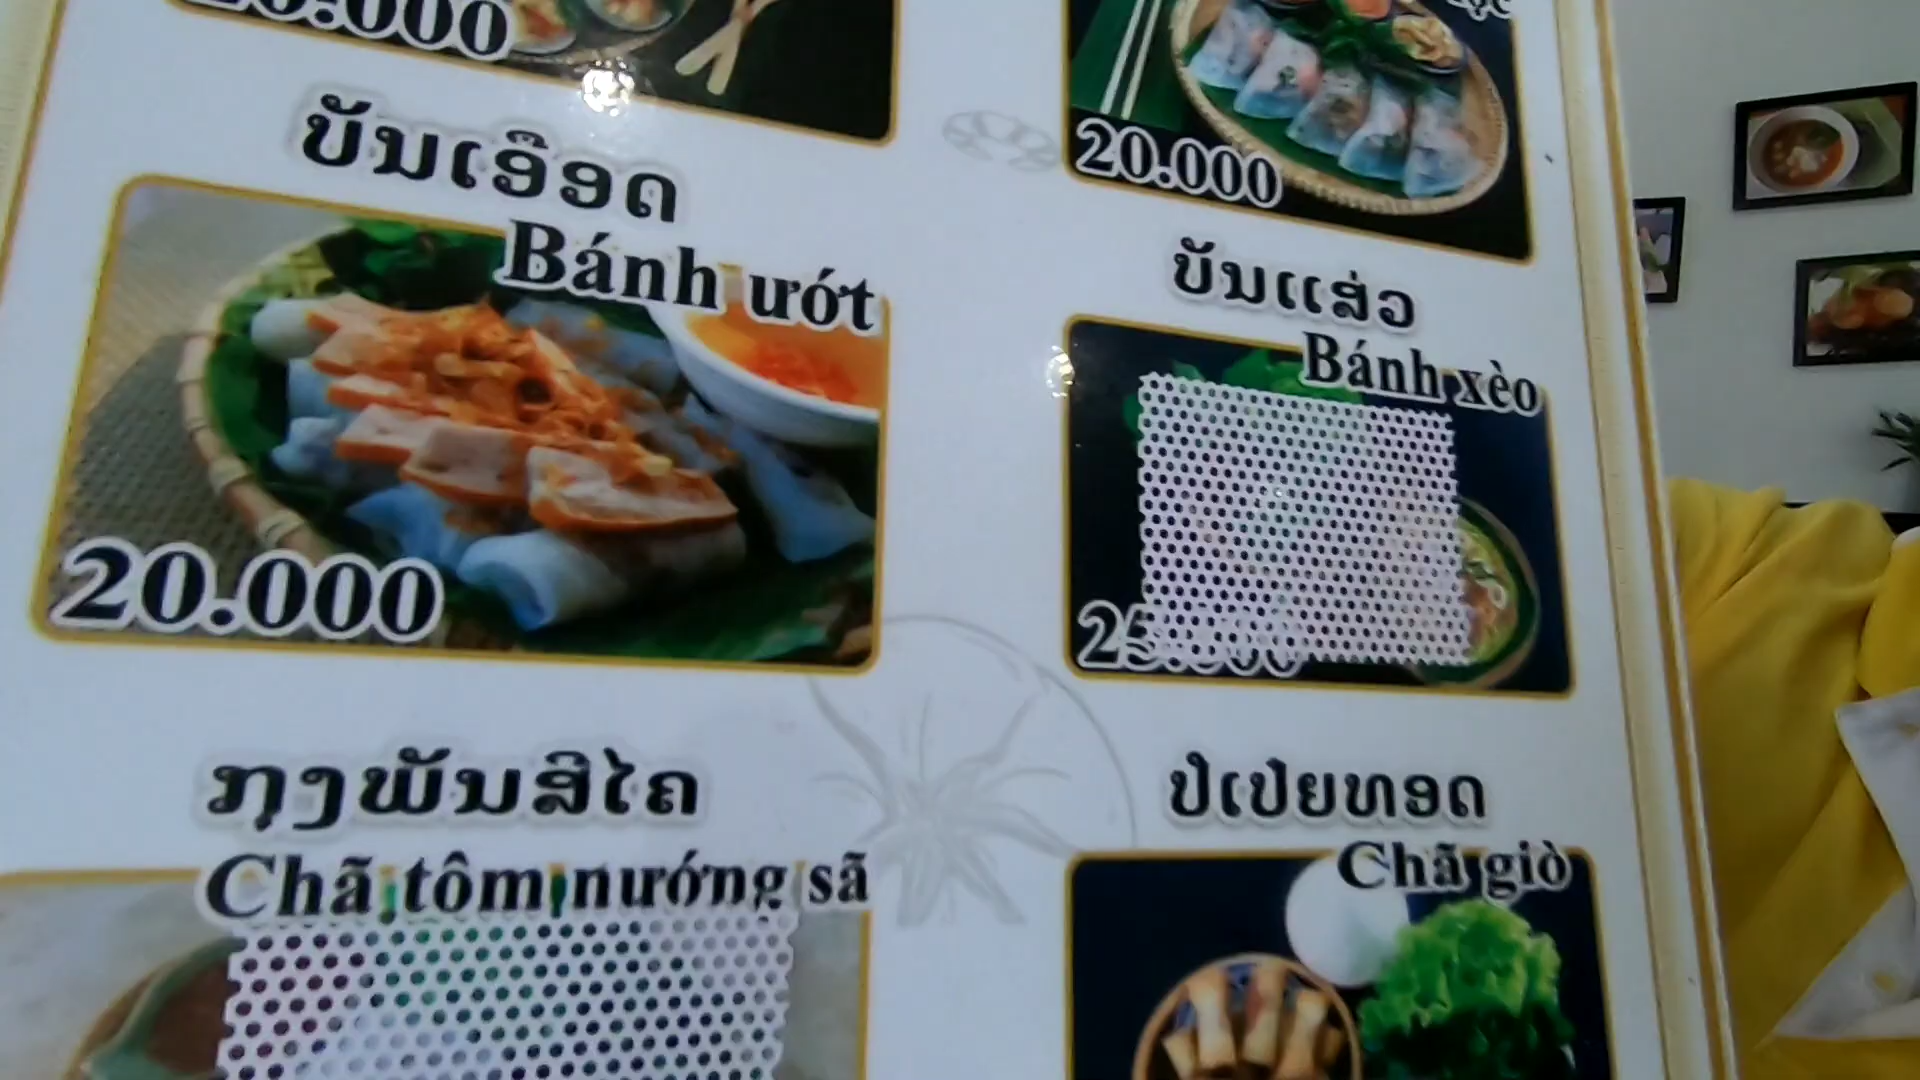 20.000
ບັນເອືອດ
Bánh ướt
20.000
ບັນແສ່ວ
Bánh xèo
25.000
ກຸງພັນສີໄຄ
Chã tôm nướng sã
ປໍເປ່ຍທອດ
Chã giò